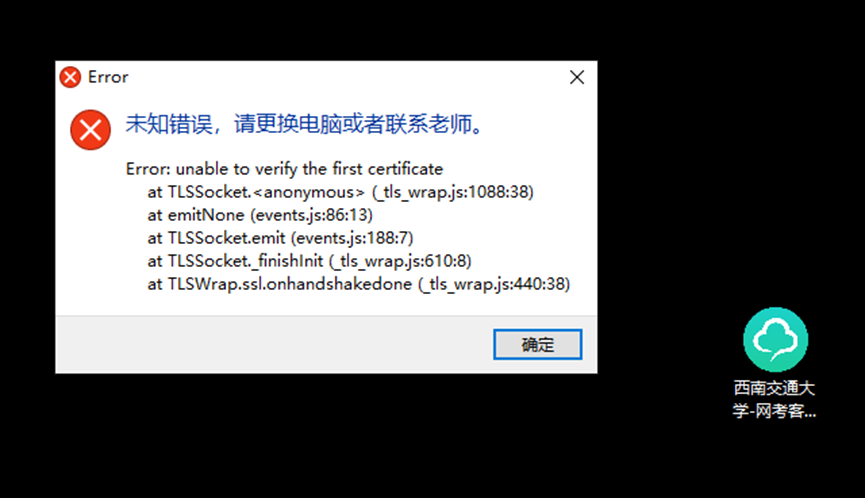 Error
未知错误，请更换电脑或者联系老师。
Error: unable to verify the first certificate
at TLSSocket.<anonymous> (_tls_wrap.js:1088:38)
at emitNone (events.js:86:13)
at TLSSocket.emit (events.js:188:7)
at TLSSocket._finishInit (_tls_wrap.js:610:8)
at TLSWrap.ssl.onhandshakedone (_tls_wrap.js:440:38)
确定
西南交通大
学-网考客...